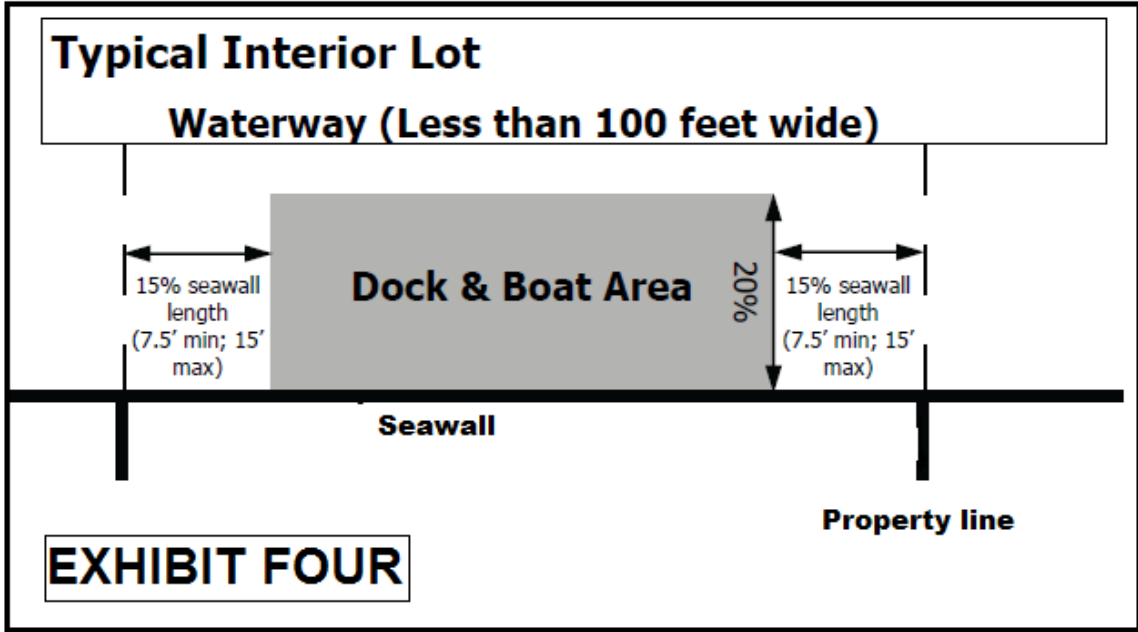 Typical Interior Lot
Waterway (Less than 100 feet wide)
15% seawall
length
(7.5’ min; 15’
max)
Dock & Boat Area
20%
15% seawall
length
(7.5’ min; 15’
max)
Seawall
Property line
EXHIBIT FOUR